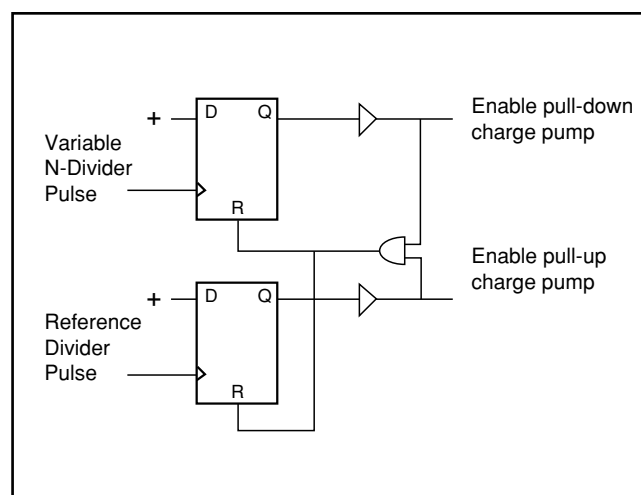 +
D
Q
Variable
N-Divider
Pulse
R
Enable pull-down
charge pump
+
D
Q
Reference
Divider
Pulse
R
Enable pull-up
charge pump